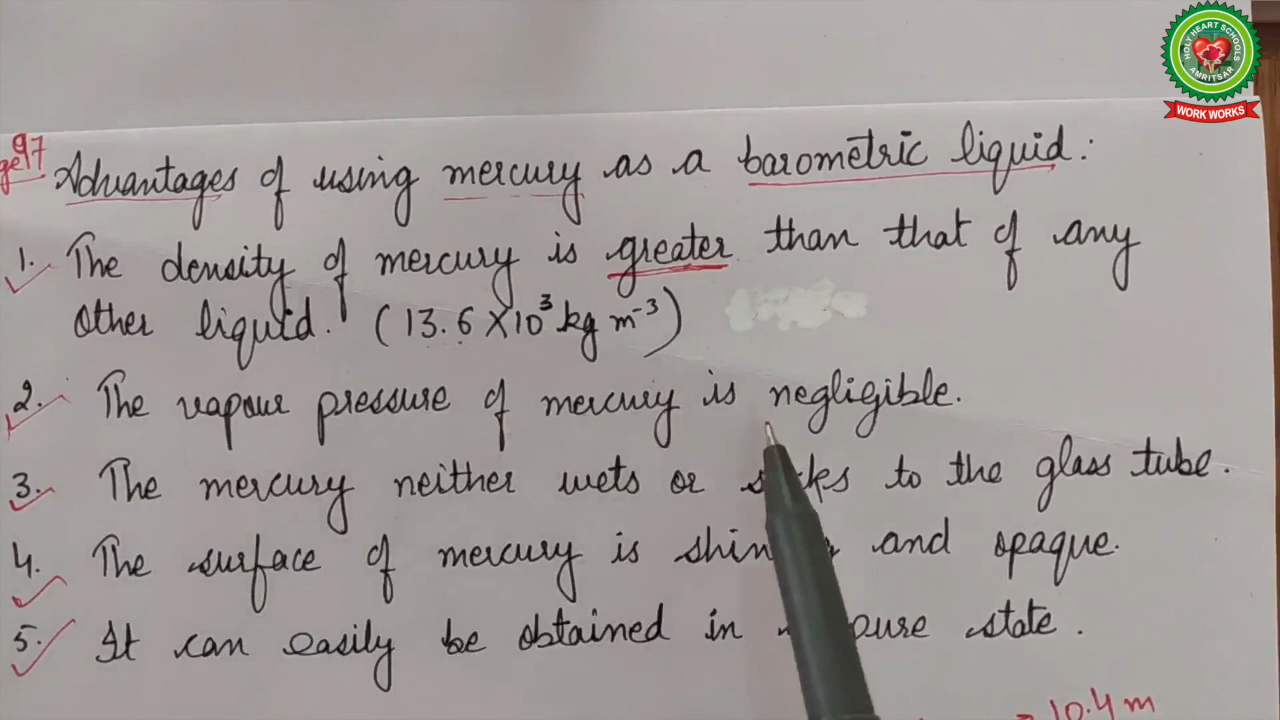 HOLY HEART SCHOOLS
AMRITSAR
WORK WORKS
ge 97
Advantages of using mercury as a barometric liquid :
1. The density of mercury is greater than that of any
other liquid. (13.6 X 10³ kg m⁻³)
2. The vapour pressure of mercury is negligible.
3. The mercury neither wets or to the glass tube.
4. The surface of mercury is and opaque.
5. It can easily be obtained in pure state.
10.4 m